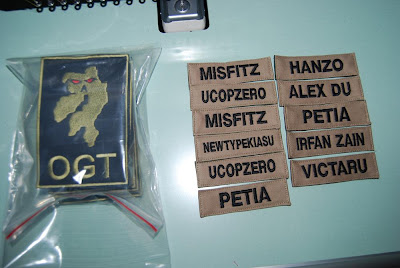 OGT
MISFITZ
UCOPZERO
MISFITZ
NEWTYPEKIASU
UCOPZERO
PETIA
HANZO
ALEX DU
PETIA
IRFAN ZAIN
VICTARU